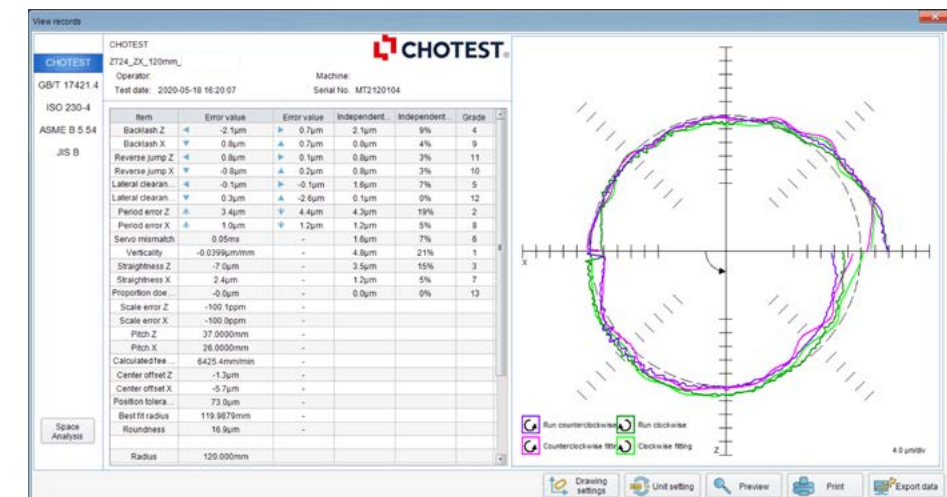 View records
CHOTEST
GB/T 17421.4
ISO 230-4
ASME B 5.54
JIS B
Space
Analysis
CHOTEST
ZT24_ZX_120mm_
CHOTEST
Operator:
Machine:
Test date: 2020-05-18 16:20:07
Serial No. MT2120104
Item Error value Error value Independent... Independent... Grade
Backlash Z -2.1μm 0.7μm 2.1μm 9% 4
Backlash X 0.8μm 0.7μm 0.8μm 4% 9
Reverse jump Z 0.8μm 0.1μm 0.8μm 3% 11
Reverse jump X -0.8μm 0.2μm 0.8μm 3% 10
Lateral clearan... -0.1μm -0.1μm 1.6μm 7% 5
Lateral clearan... 0.3μm -2.6μm 0.1μm 0% 12
Period error Z 3.4μm 4.4μm 4.3μm 19% 2
Period error X 1.0μm 1.2μm 1.2μm 5% 8
Servo mismatch 0.05ms - 1.6μm 7% 6
Verticality -0.0399μm/mm - 4.8μm 21% 1
Straightness Z -7.0μm - 3.5μm 15% 3
Straightness X 2.4μm - 1.2μm 5% 7
Proportion doe... -0.0μm - 0.0μm 0% 13
Scale error Z -100.1ppm -
Scale error X -100.0ppm -
Pitch Z 37.0000mm -
Pitch X 26.0000mm -
Calculated fee... 6425.4mm/min -
Center offset Z -1.3μm -
Center offset X -5.7μm -
Position tolera... 73.0μm -
Best fit radius 119.9879mm -
Roundness 16.9μm -
Radius 120.000mm
X
Run counterclockwise Run clockwise
Counterclockwise fittir Clockwise fitting
Z
4.0 μm/div
Drawing
settings
Unit setting
Preview
Print
Export data